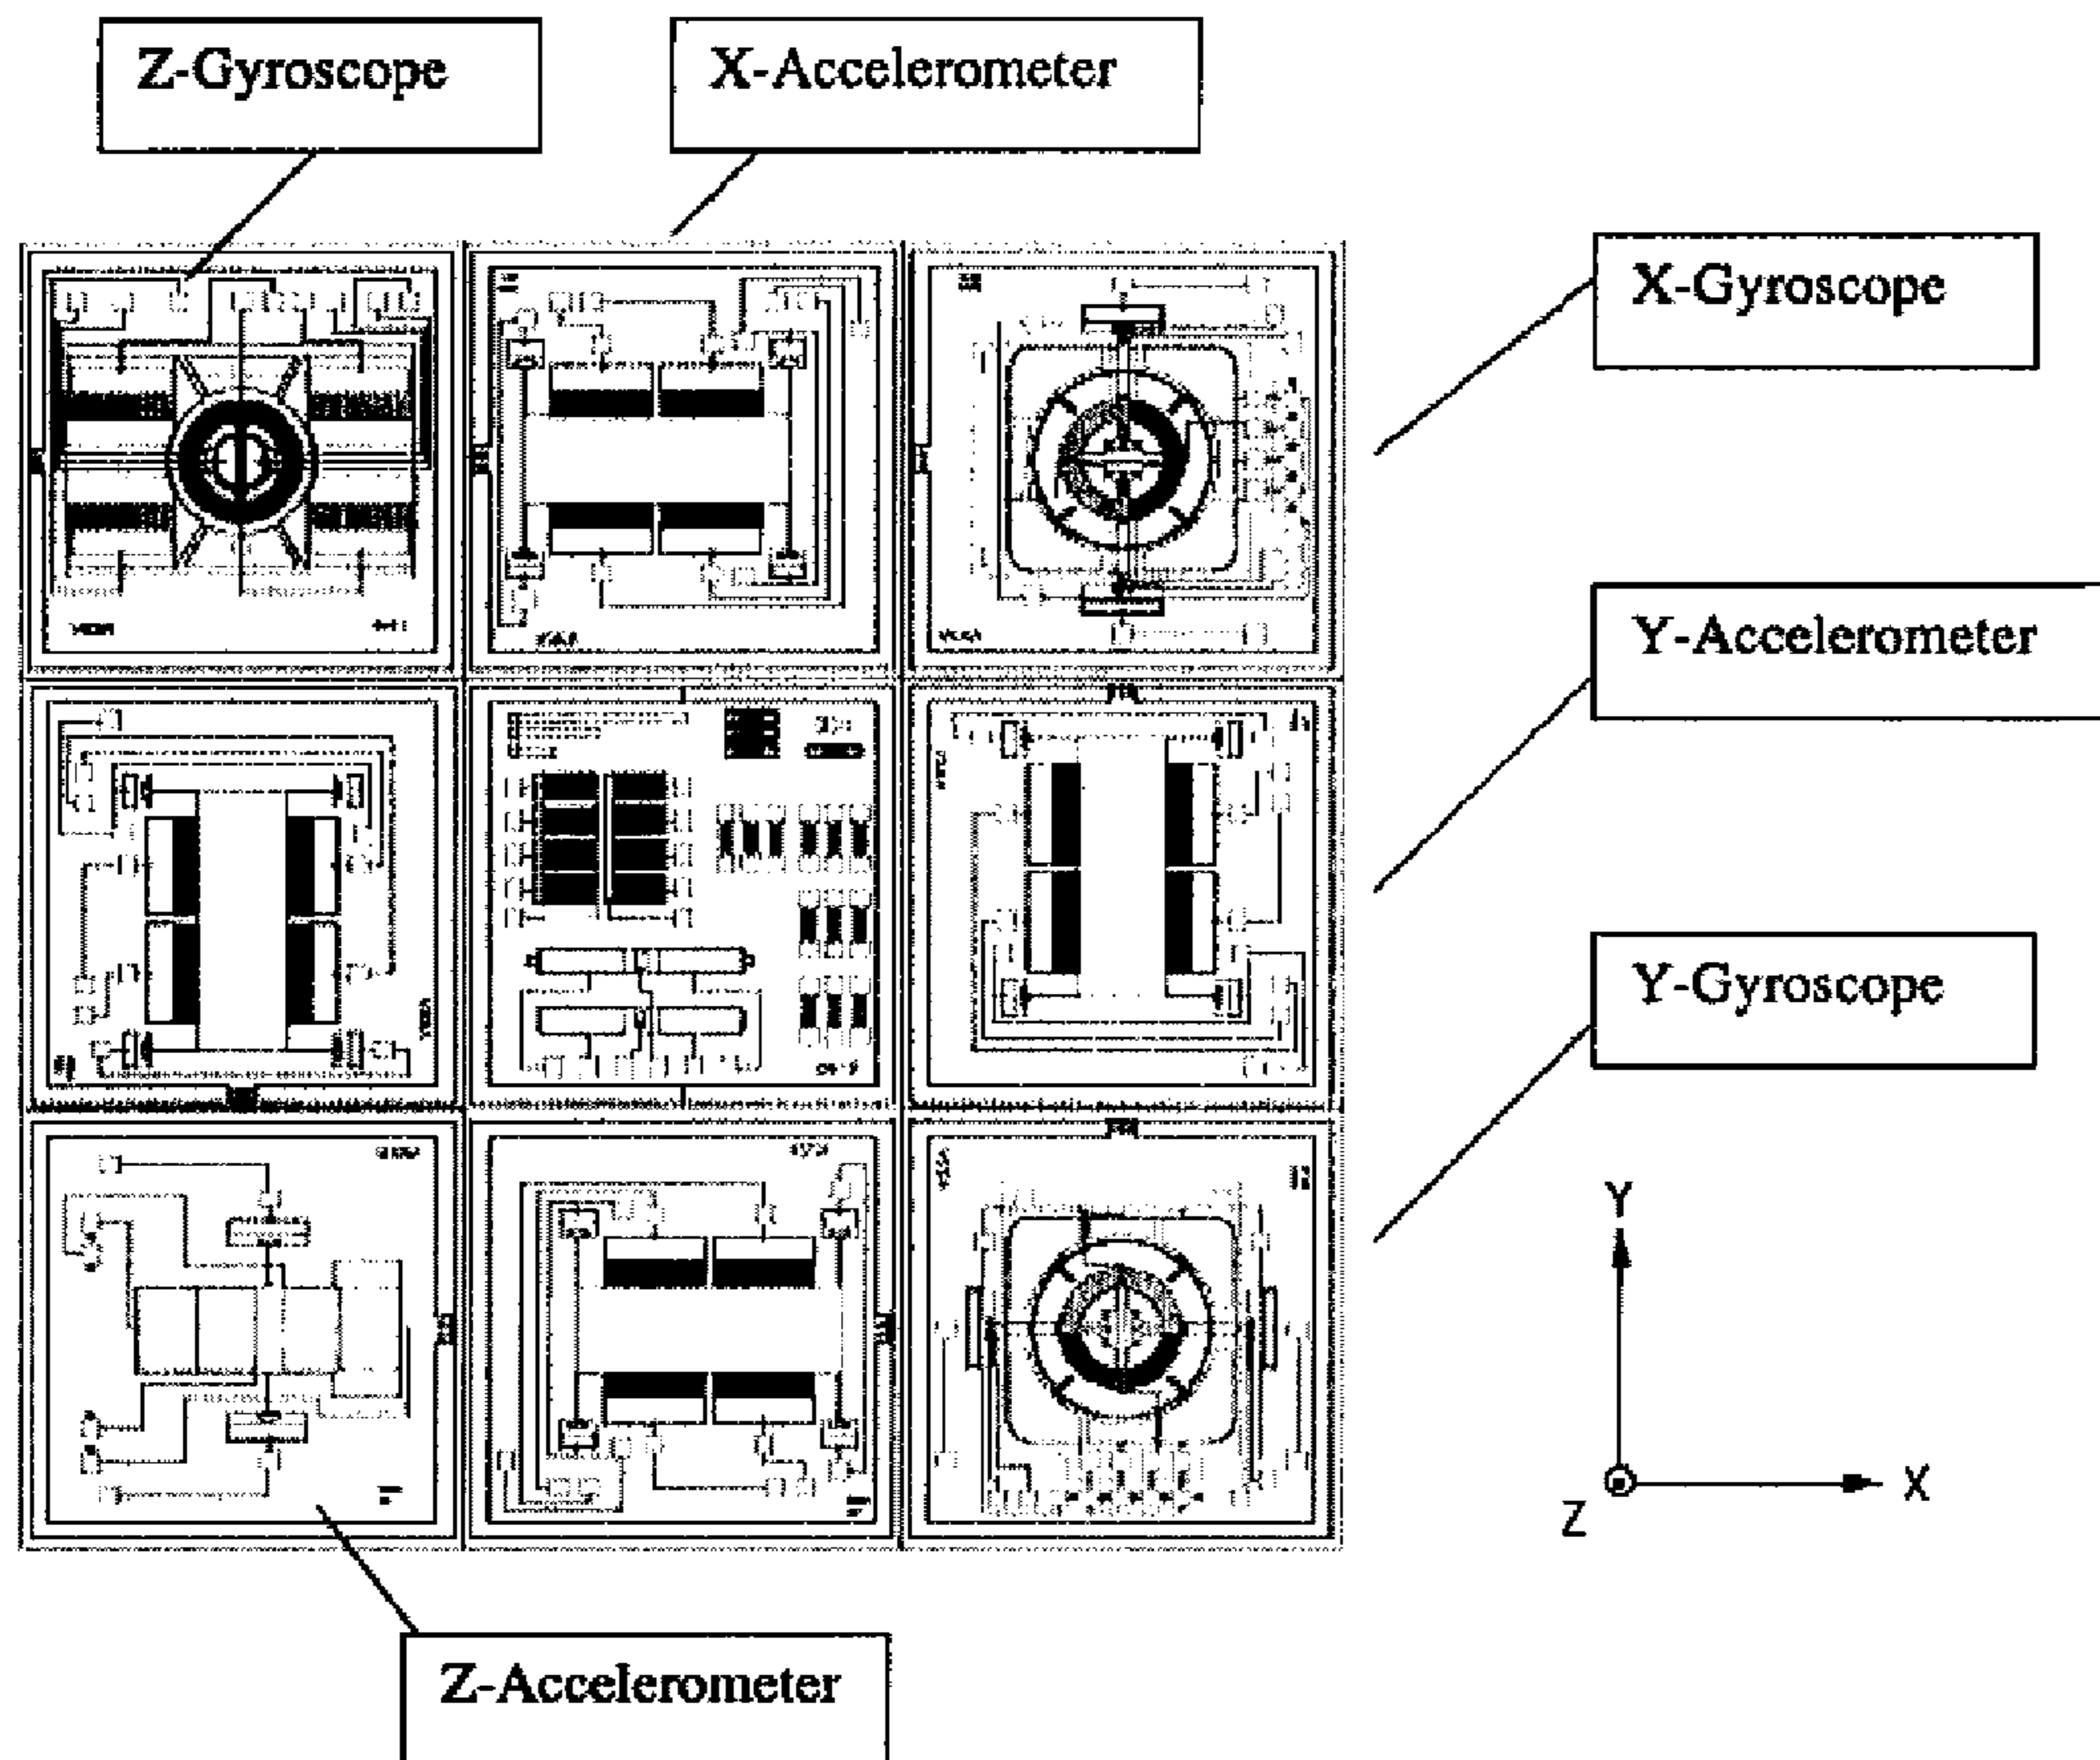 Z-Gyroscope
X-Accelerometer
X-Gyroscope
Y-Accelerometer
Y-Gyroscope
Y
X
Z
Z-Accelerometer